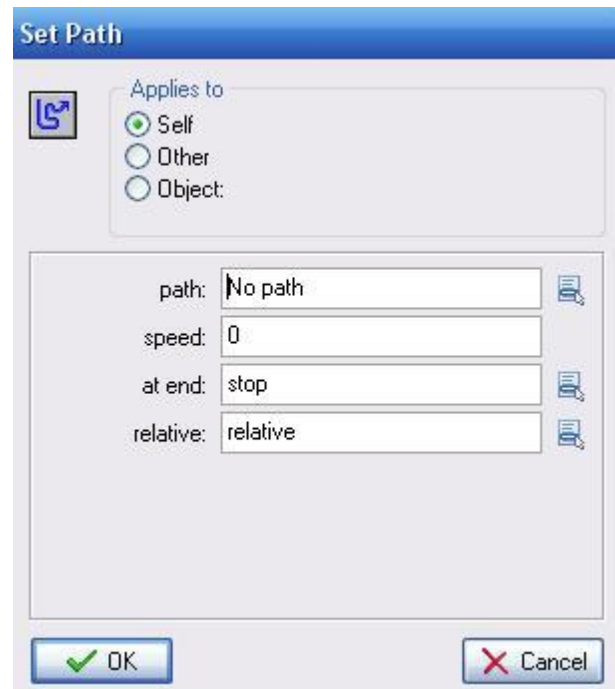 Set Path
Applies to
Self
Other
Object:
path: No path
speed: 0
at end: stop
relative: relative
OK
Cancel